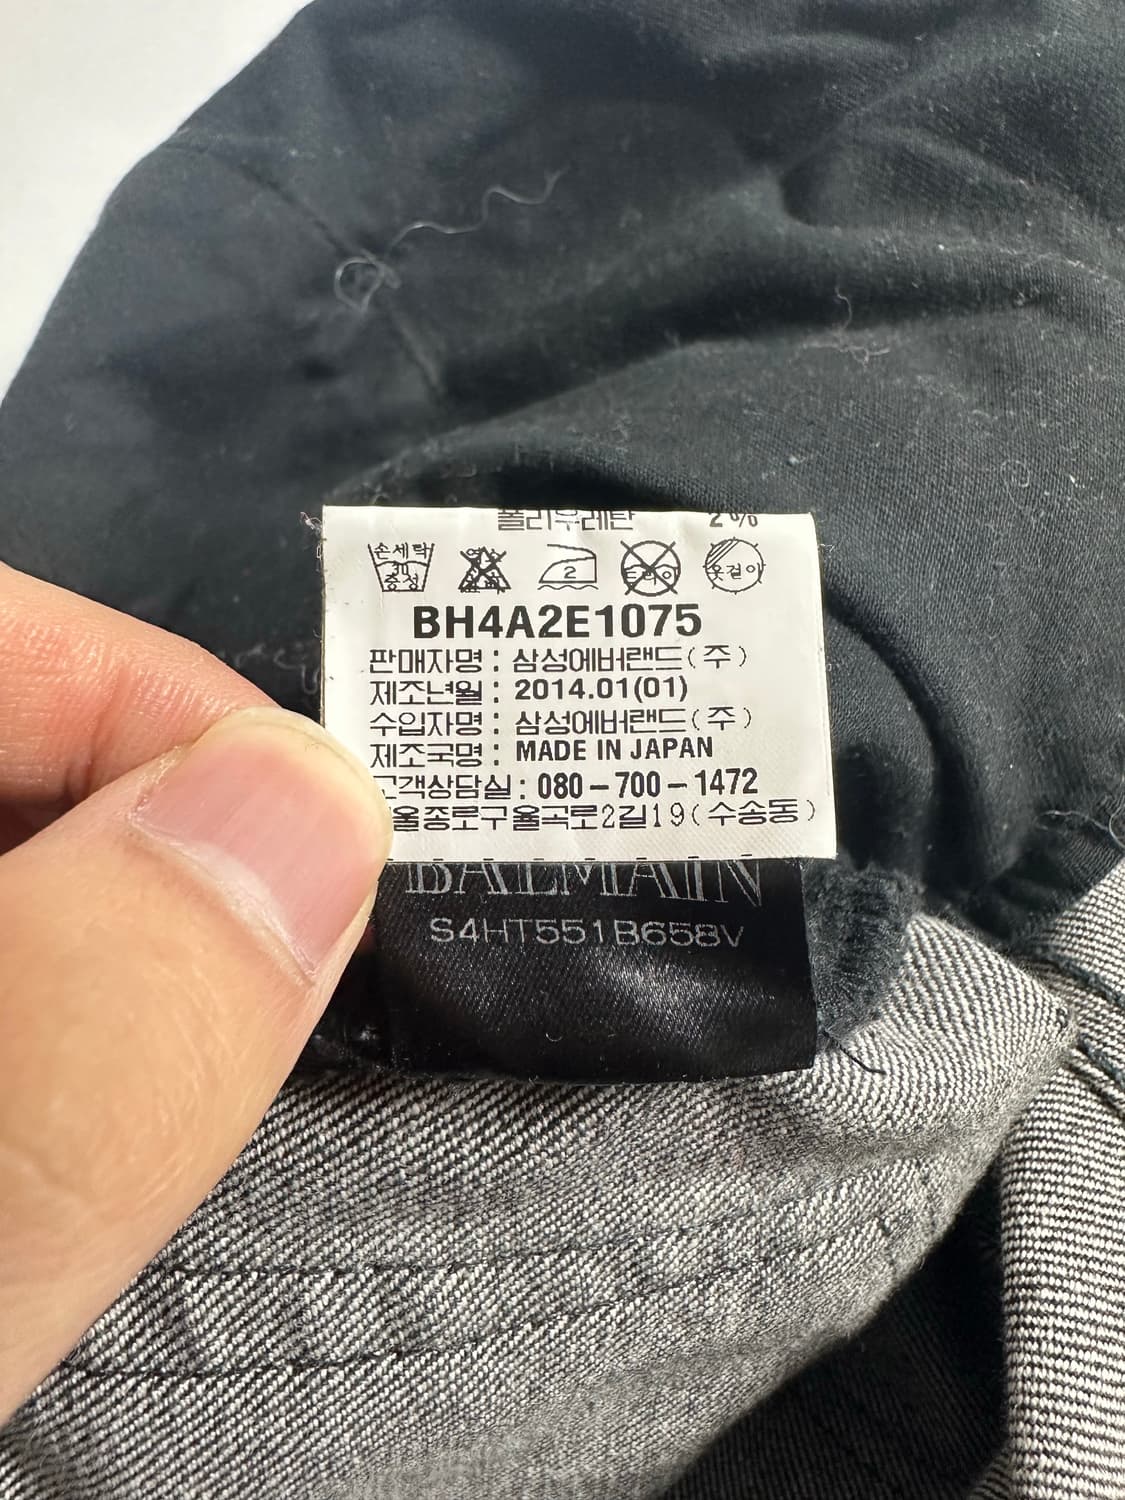 폴리우레탄 2%
손세탁 30 중성 염소 표백 2 드라이 옷걸이
BH4A2E1075
판매자명 : 삼성에버랜드(주)
제조년월 : 2014.01(01)
수입자명 : 삼성에버랜드(주)
제조국명 : MADE IN JAPAN
고객상담실 : 080-700-1472
울종로구율곡로2길19(수송동)
BALMAIN
S4HT551B658V